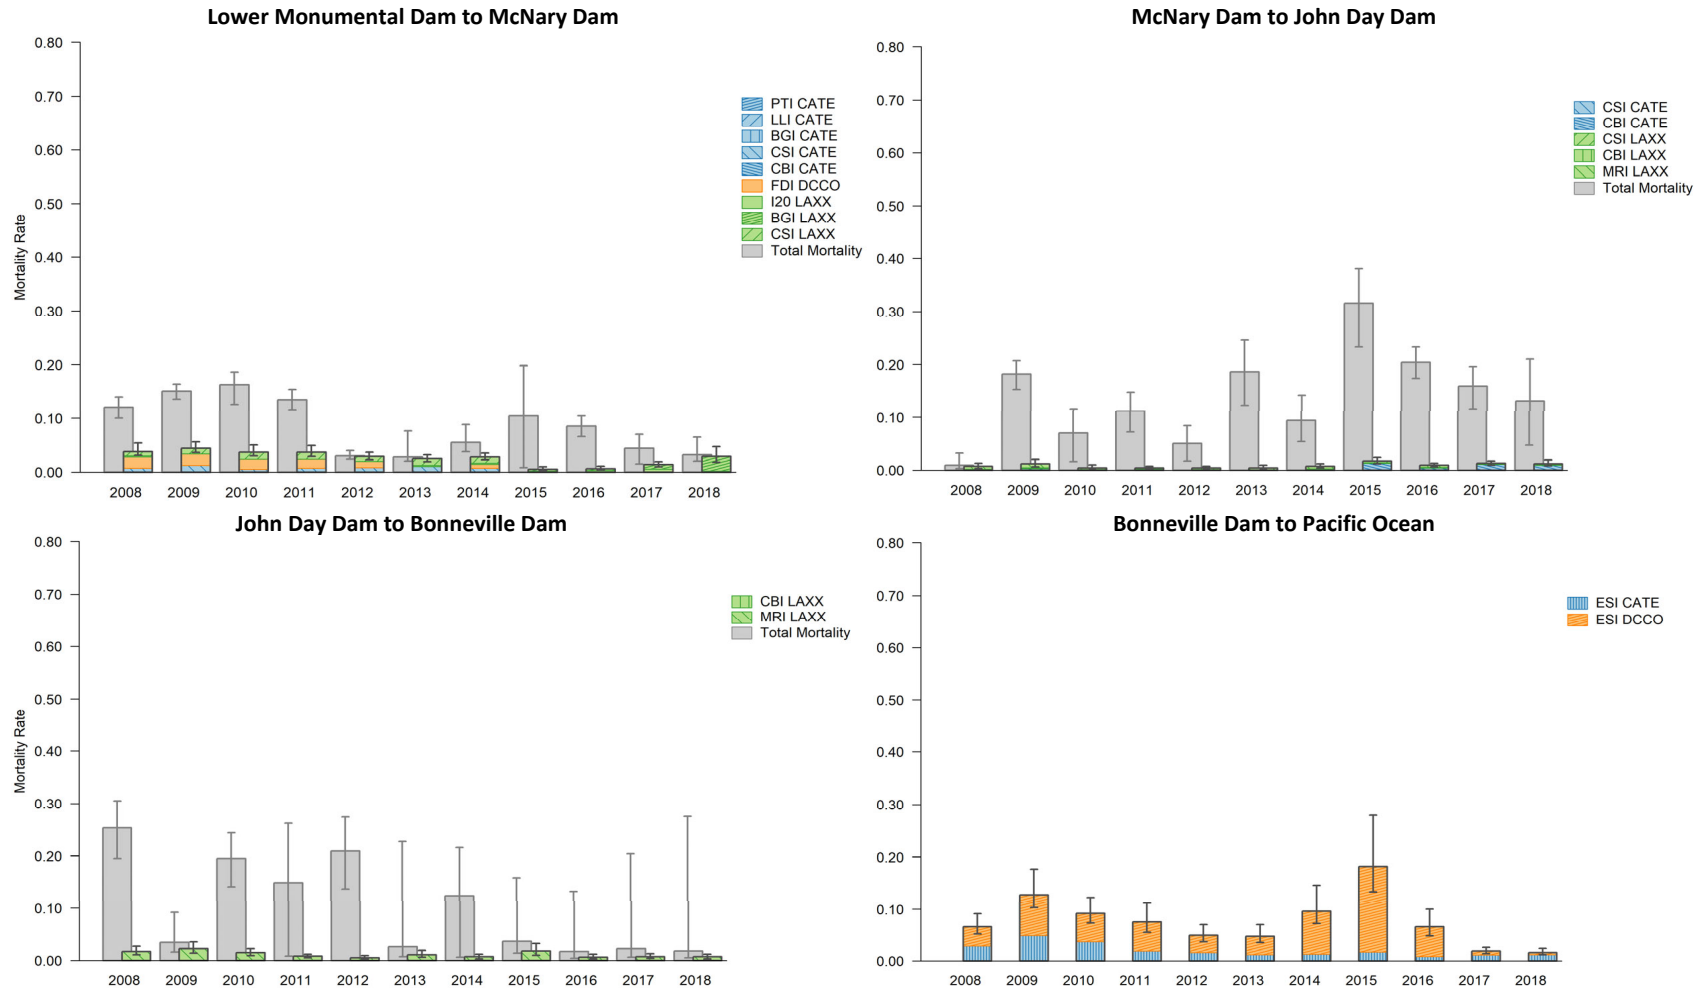 Lower Monumental Dam to McNary Dam
Mortality Rate
0.80
0.70
0.60
0.50
0.40
0.30
0.20
0.10
0.00
2008 2009 2010 2011 2012 2013 2014 2015 2016 2017 2018
PTI CATE
LLI CATE
BGI CATE
CSI CATE
CBI CATE
FDI DCCO
I20 LAXX
BGI LAXX
CSI LAXX
Total Mortality
McNary Dam to John Day Dam
0.80
0.70
0.60
0.50
0.40
0.30
0.20
0.10
0.00
2008 2009 2010 2011 2012 2013 2014 2015 2016 2017 2018
CSI CATE
CBI CATE
CSI LAXX
CBI LAXX
MRI LAXX
Total Mortality
John Day Dam to Bonneville Dam
Mortality Rate
0.80
0.70
0.60
0.50
0.40
0.30
0.20
0.10
0.00
2008 2009 2010 2011 2012 2013 2014 2015 2016 2017 2018
CBI LAXX
MRI LAXX
Total Mortality
Bonneville Dam to Pacific Ocean
0.80
0.70
0.60
0.50
0.40
0.30
0.20
0.10
0.00
2008 2009 2010 2011 2012 2013 2014 2015 2016 2017 2018
ESI CATE
ESI DCCO